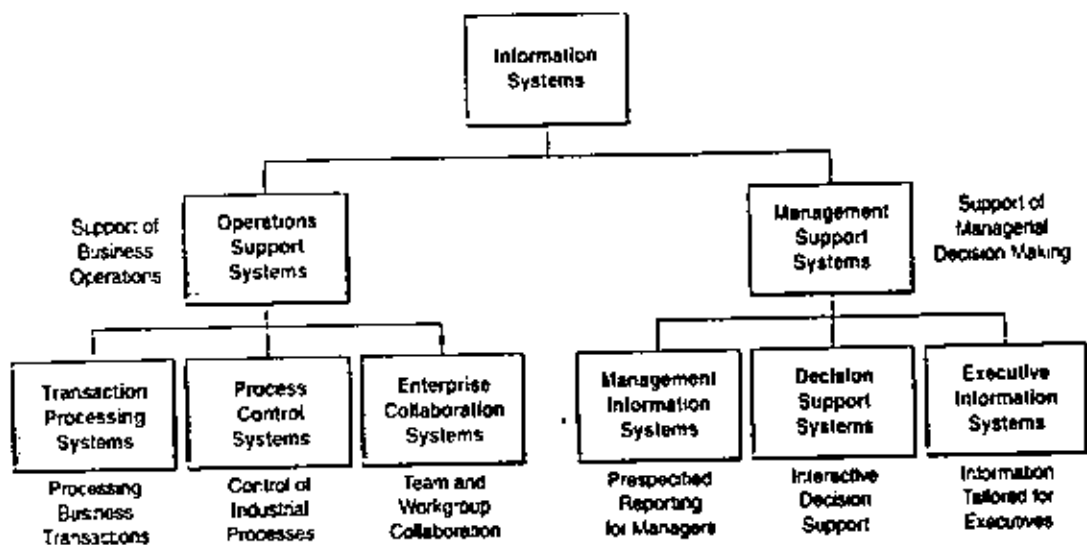 Information
Systems
Support of
Business
Operations
Operations
Support
Systems
Management
Support
Systems
Support of
Managerial
Decision Making
Transaction
Processing
Systems
Process
Control
Systems
Enterprise
Collaboration
Systems
Management
Information
Systems
Decision
Support
Systems
Executive
Information
Systems
Processing
Business
Transactions
Control of
Industrial
Processes
Team and
Workgroup
Collaboration
Prespecified
Reporting
for Managers
Interactive
Decision
Support
Information
Tailored for
Executives